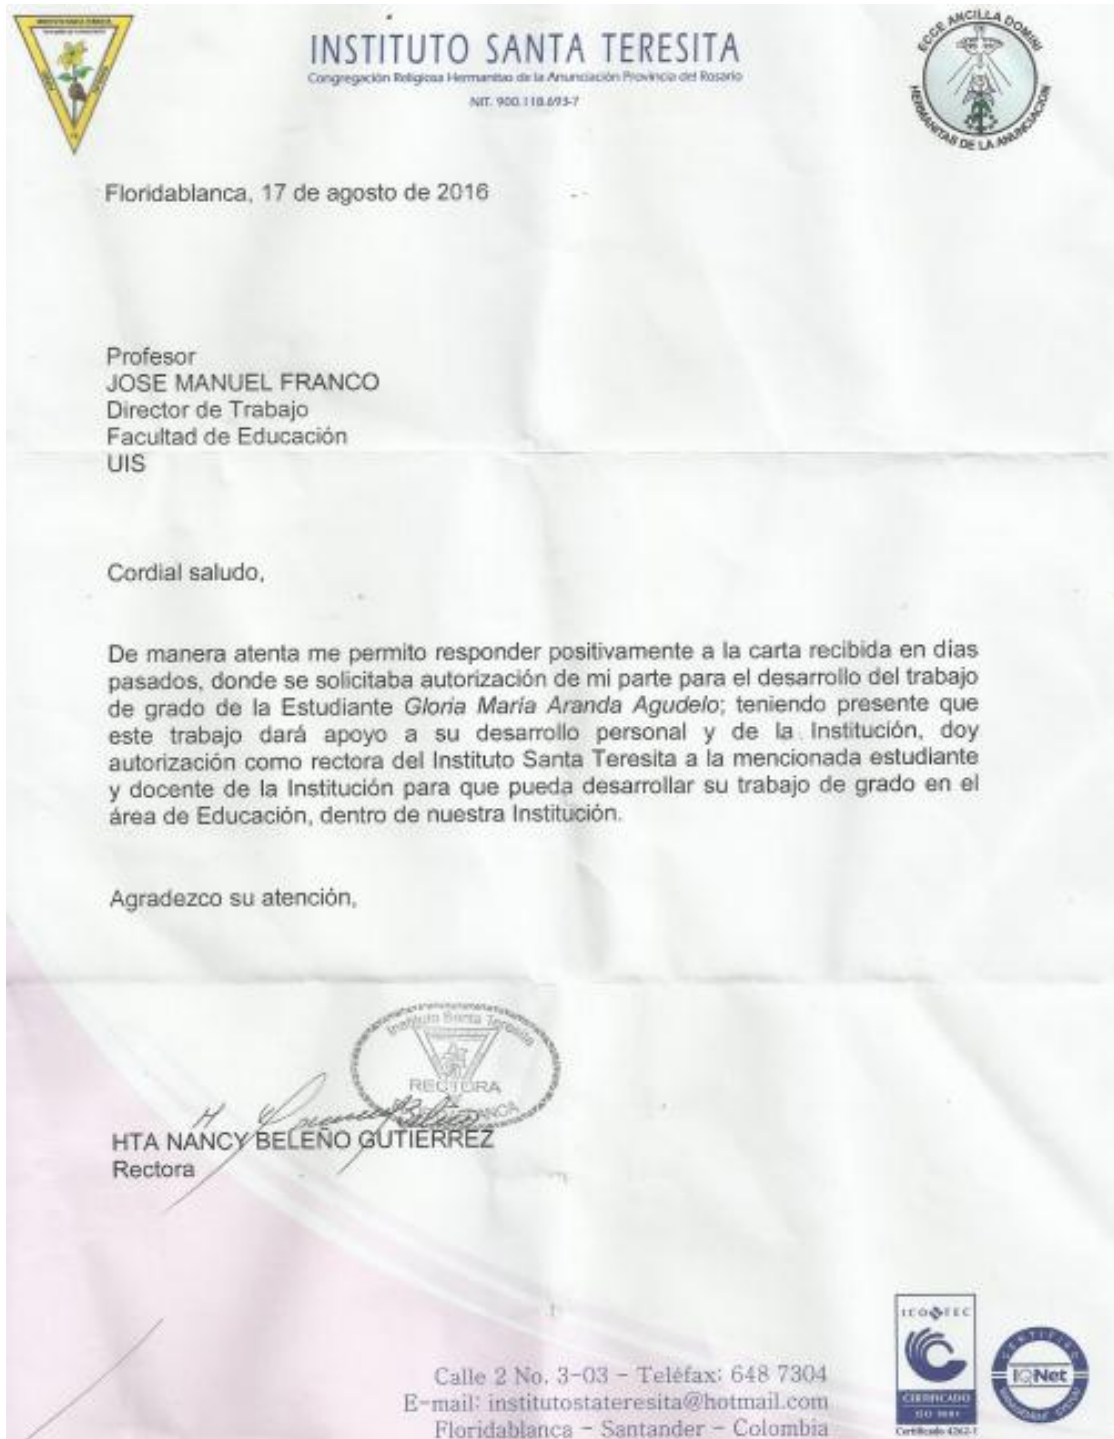 INSTITUTO SANTA TERESITA
Congregación Religiosa Hermanitas de la Anunciación Provincia del Rosario
NIT. 900.118.693-7
ECCE ANCILLA DOMINI
HERMANITAS DE LA ANUNCIACION
Floridablanca, 17 de agosto de 2016
Profesor
JOSE MANUEL FRANCO
Director de Trabajo
Facultad de Educación
UIS
Cordial saludo,
De manera atenta me permito responder positivamente a la carta recibida en días
pasados, donde se solicitaba autorización de mi parte para el desarrollo del trabajo
de grado de la Estudiante Gloria María Aranda Agudelo; teniendo presente que
este trabajo dará apoyo a su desarrollo personal y de la Institución, doy
autorización como rectora del Instituto Santa Teresita a la mencionada estudiante
y docente de la Institución para que pueda desarrollar su trabajo de grado en el
área de Educación, dentro de nuestra Institución.
Agradezco su atención,
Instituto Santa Teresita
RECTORA
HTA NANCY BELEÑO GUTIERREZ
Rectora
ICONTEC
CERTIFICADO
ISO 9001
Certificado 4262-1
CERTIFIED
IQNet
MANAGEMENT SYSTEM
Calle 2 No. 3-03 - Teléfax: 648 7304
E-mail: institutostateresita@hotmail.com
Floridablanca - Santander - Colombia